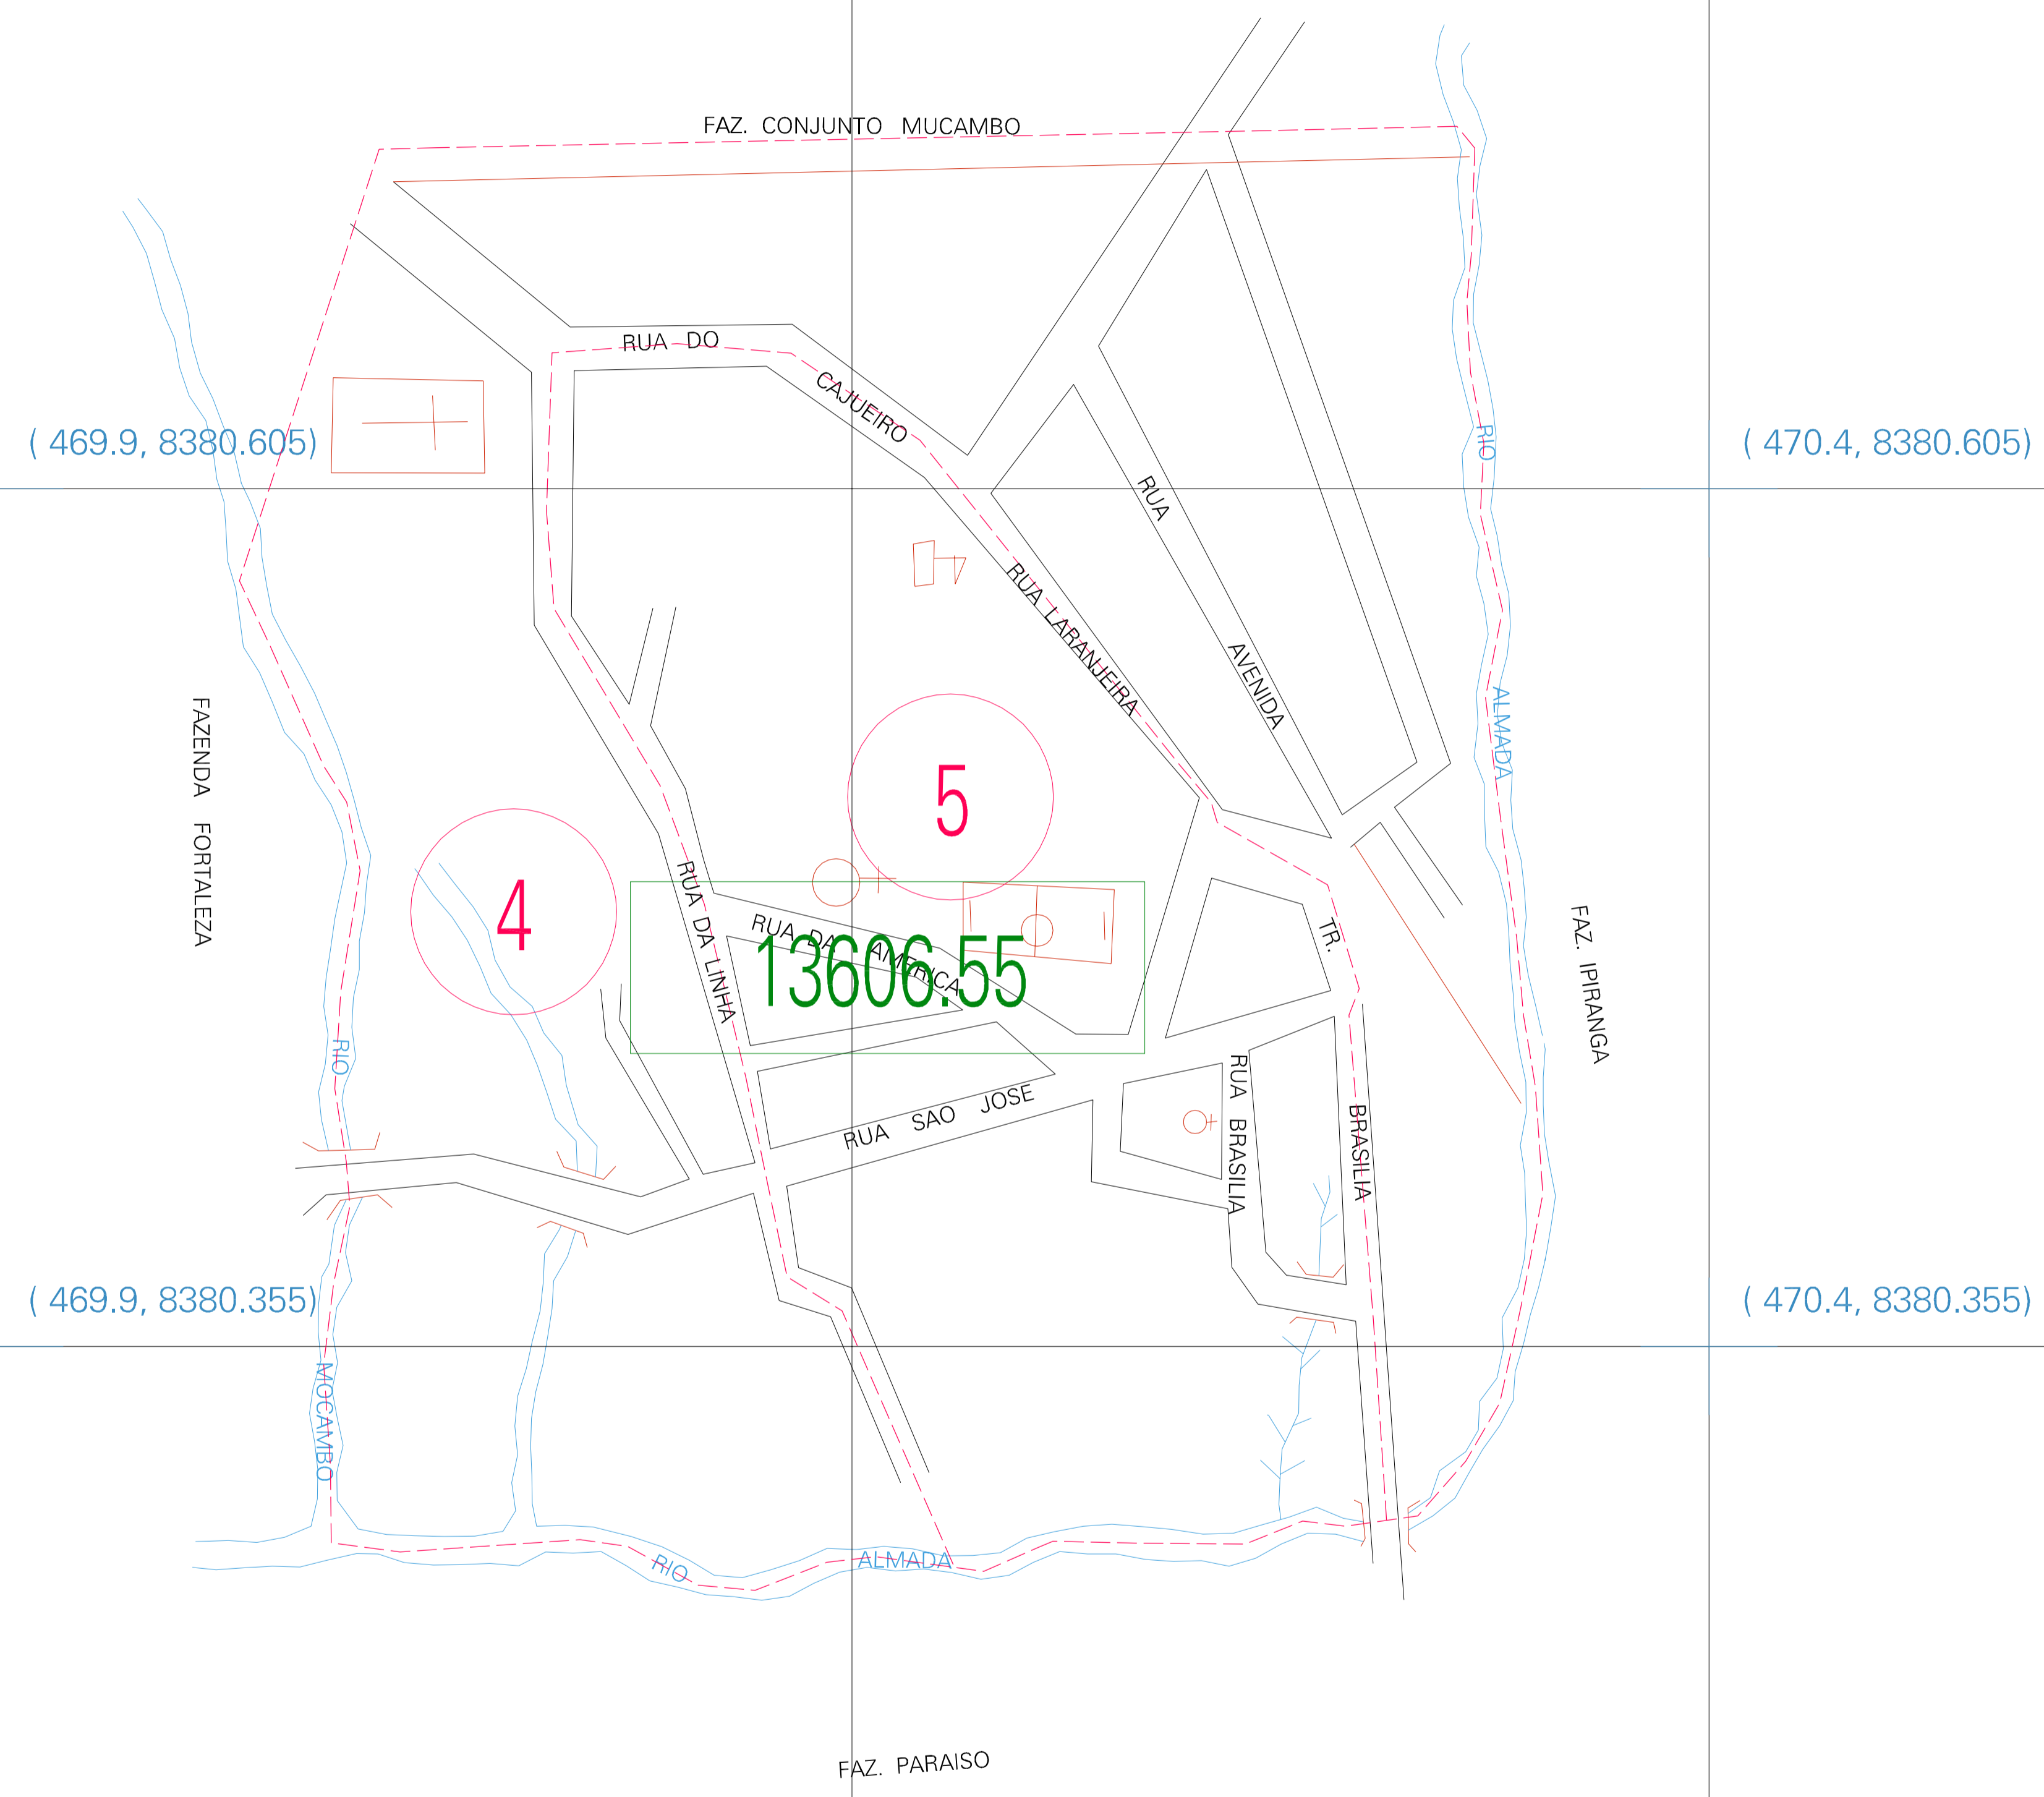 FAZ. CONJUNTO MUCAMBO
RUA DO
CAJUEIRO
( 469.9, 8380.605)
RIO
( 470.4, 8380.605)
RUA
RUA LARANJEIRA
AVENIDA
ALMADA
FAZENDA FORTALEZA
5
4
RUA DA LINHA
RUA DA AMERICA
13606.55
TR.
FAZ. IPIRANGA
RIO
RUA SAO JOSE
RUA BRASILIA
BRASILIA
( 469.9, 8380.355)
( 470.4, 8380.355)
MOCAMBO
RIO
ALMADA
FAZ. PARAISO